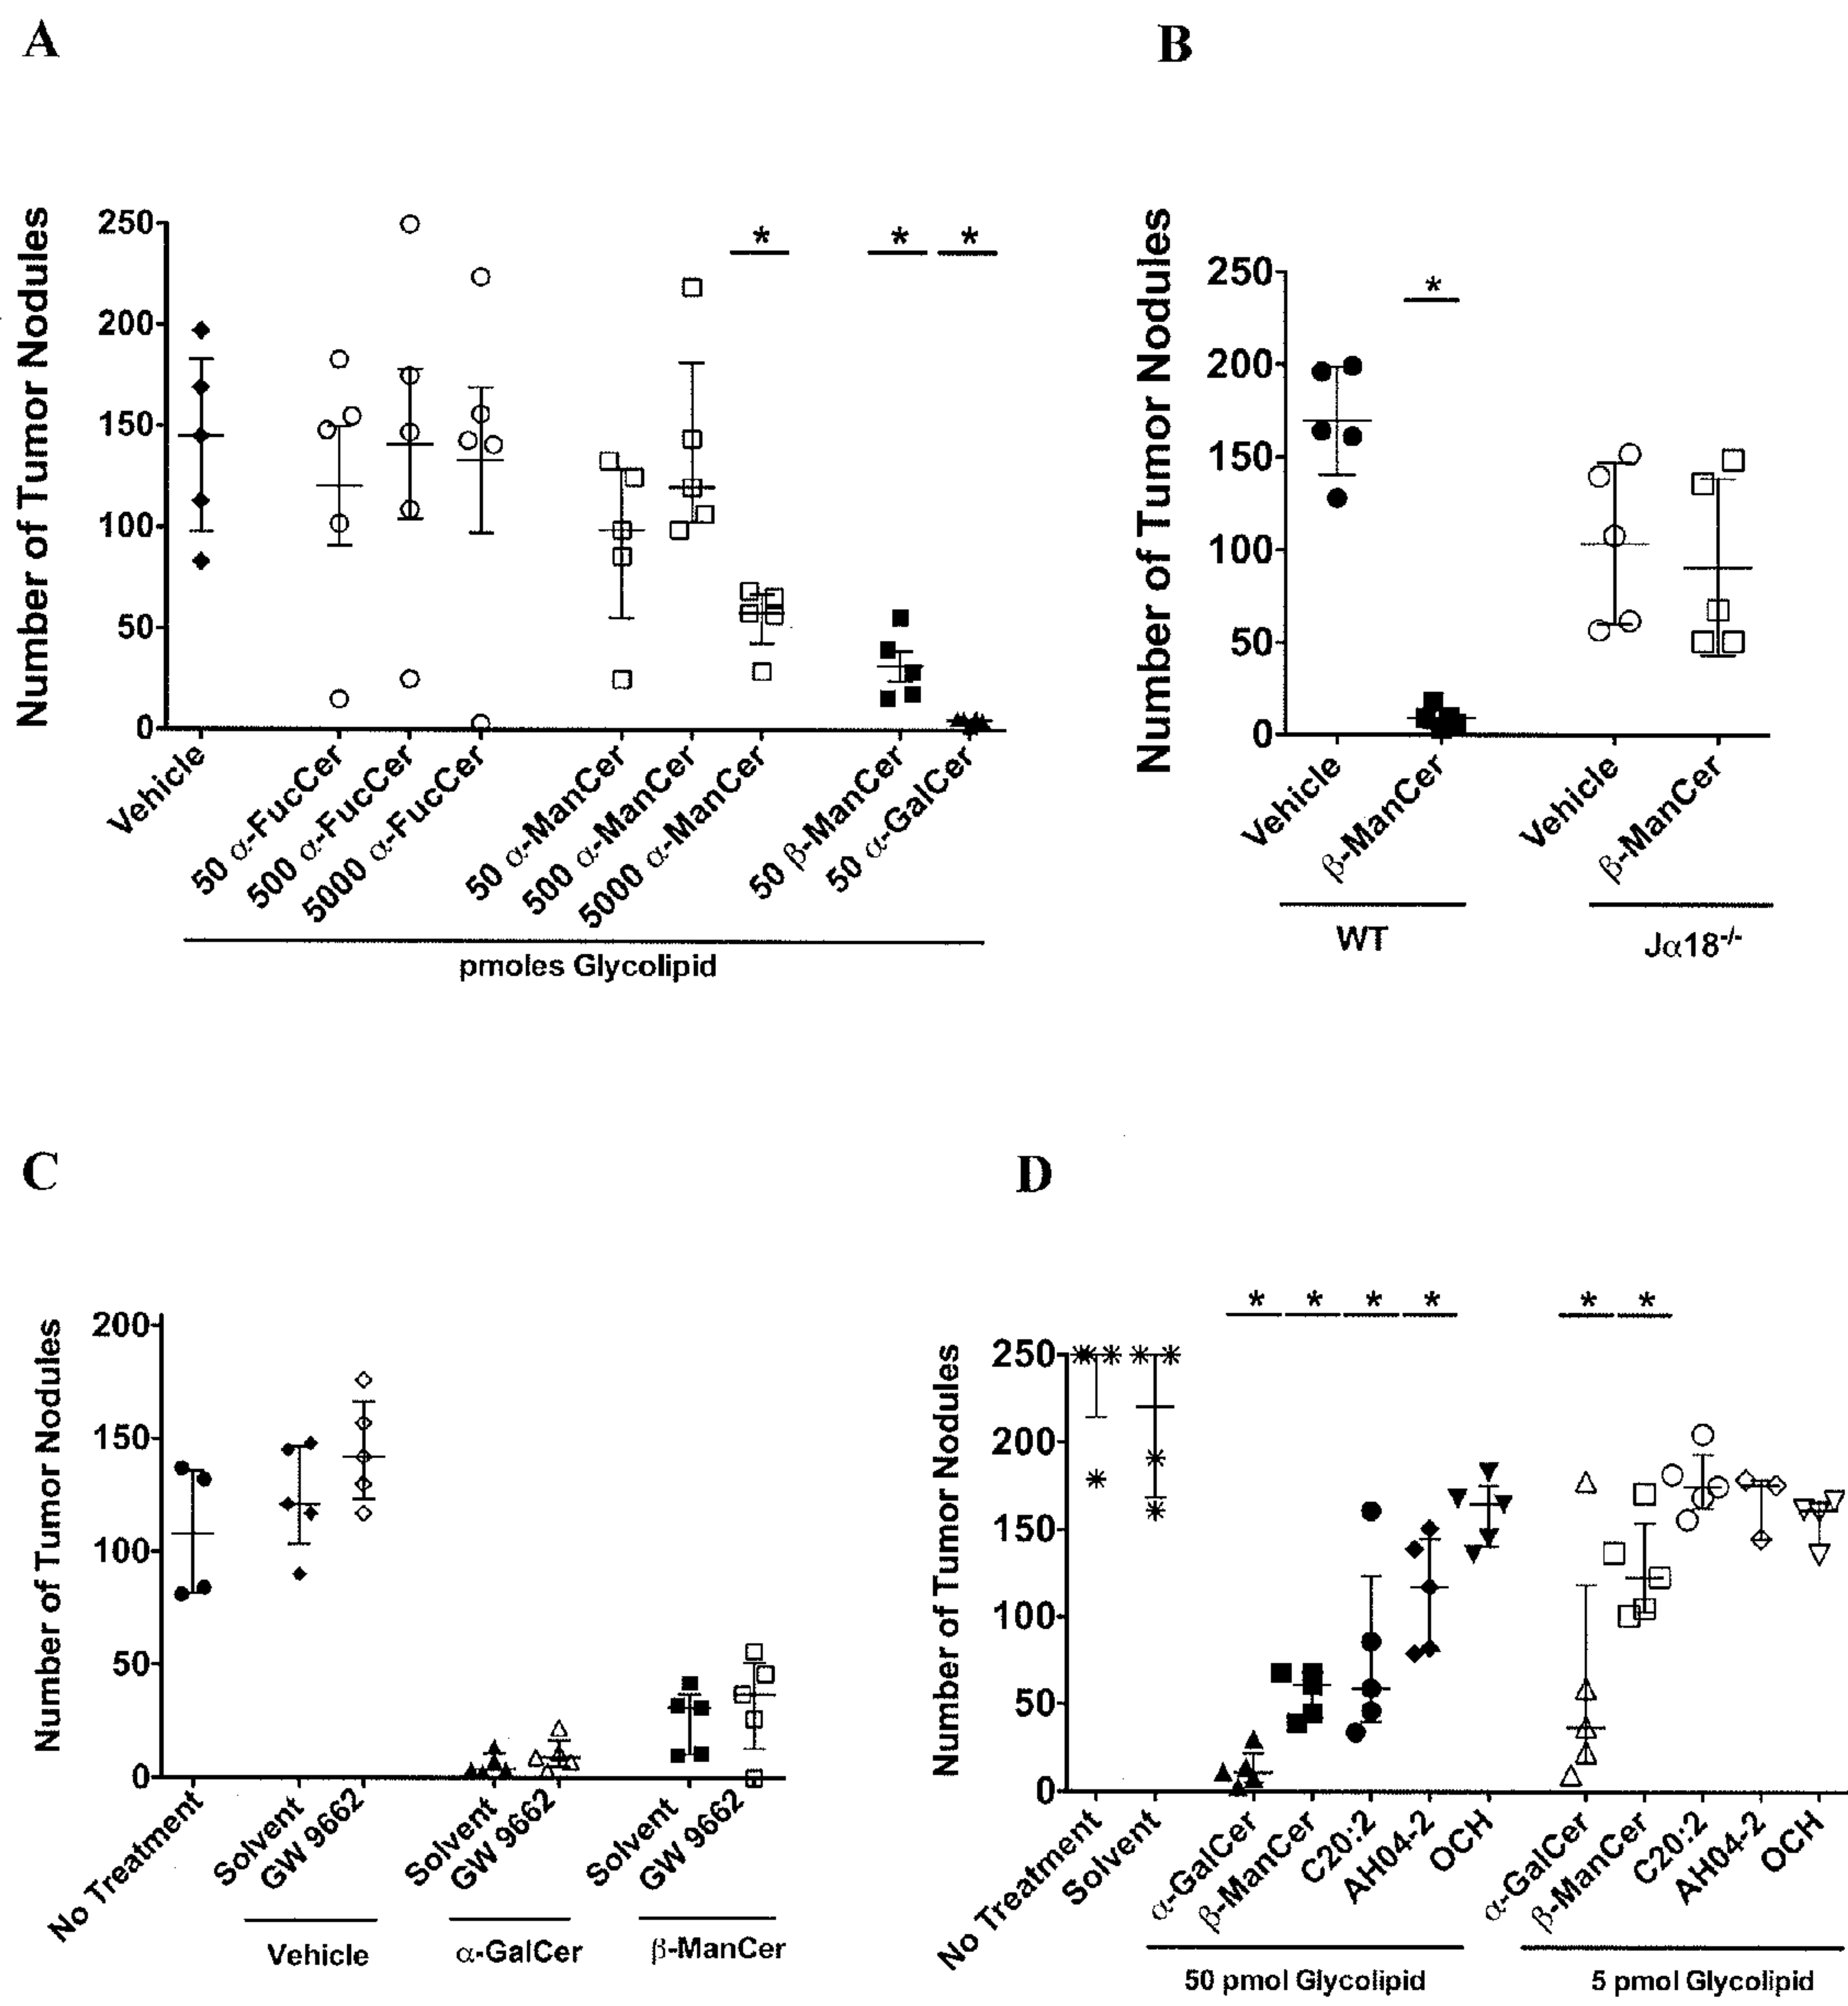 A
Number of Tumor Nodules
250
200
150
100
50
0
* * *
Vehicle
50 α-FucCer
500 α-FucCer
5000 α-FucCer
50 α-ManCer
500 α-ManCer
5000 α-ManCer
50 β-ManCer
50 α-GalCer
pmoles Glycolipid
B
Number of Tumor Nodules
250
200
150
100
50
0
*
Vehicle
β-ManCer
Vehicle
β-ManCer
WT
Jα18-/-
C
Number of Tumor Nodules
200
150
100
50
0
No Treatment
Solvent
GW 9662
Solvent
GW 9662
Solvent
GW 9662
Vehicle
α-GalCer
β-ManCer
D
Number of Tumor Nodules
* * * * * *
250
200
150
100
50
0
No Treatment
Solvent
α-GalCer
β-ManCer
C20:2
AH04-2
OCH
α-GalCer
β-ManCer
C20:2
AH04-2
OCH
50 pmol Glycolipid
5 pmol Glycolipid